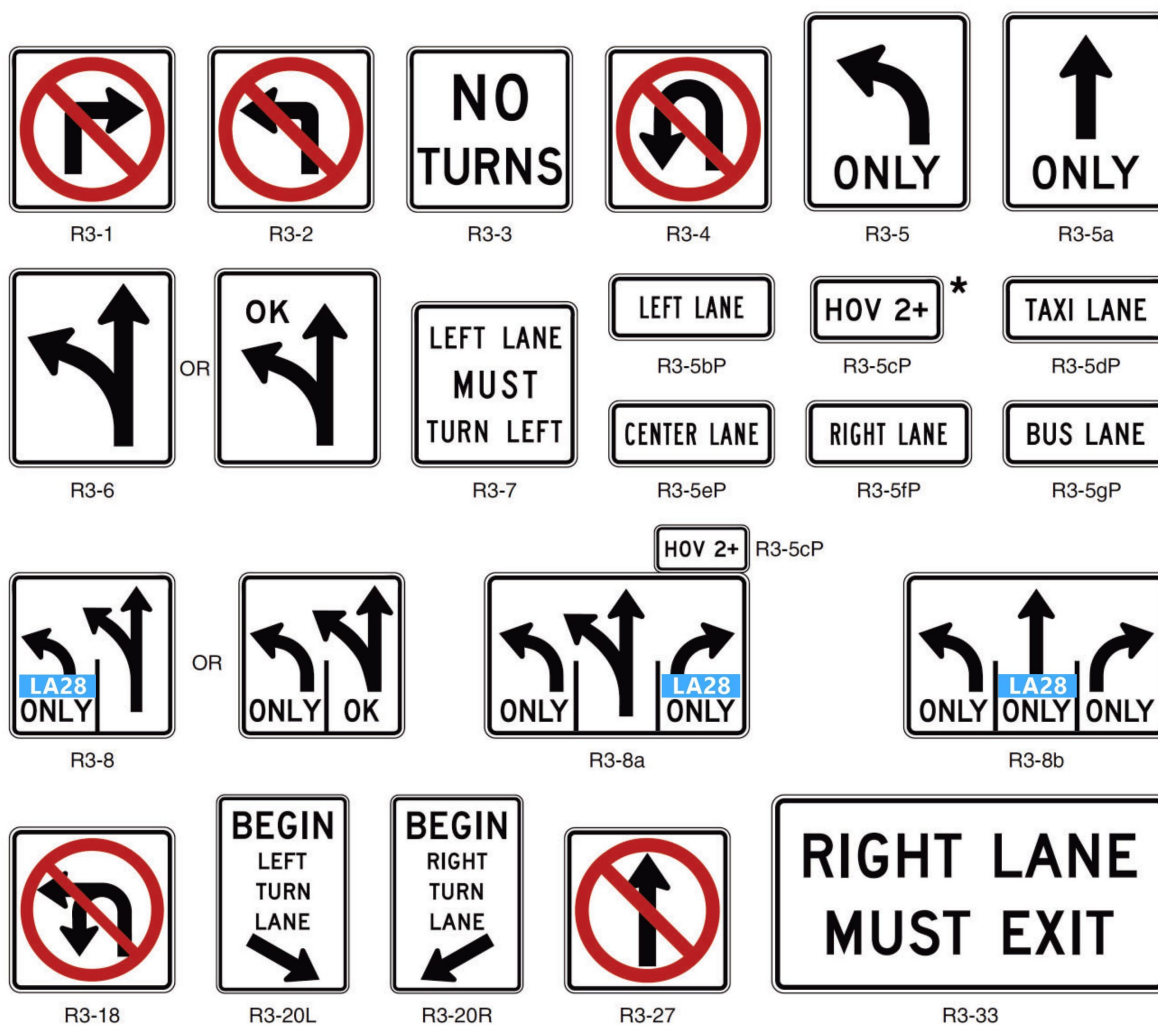 NO
TURNS
ONLY
ONLY
R3-1
R3-2
R3-3
R3-4
R3-5
R3-5a
OR
OK
R3-6
LEFT LANE
MUST
TURN LEFT
R3-7
LEFT LANE
R3-5bP
HOV 2+
*
R3-5cP
TAXI LANE
R3-5dP
CENTER LANE
R3-5eP
RIGHT LANE
R3-5fP
BUS LANE
R3-5gP
LA28
ONLY
R3-8
OR
ONLY
OK
HOV 2+
R3-5cP
ONLY
LA28
ONLY
R3-8a
ONLY
LA28
ONLY
ONLY
R3-8b
R3-18
BEGIN
LEFT
TURN
LANE
R3-20L
BEGIN
RIGHT
TURN
LANE
R3-20R
R3-27
RIGHT LANE
MUST EXIT
R3-33